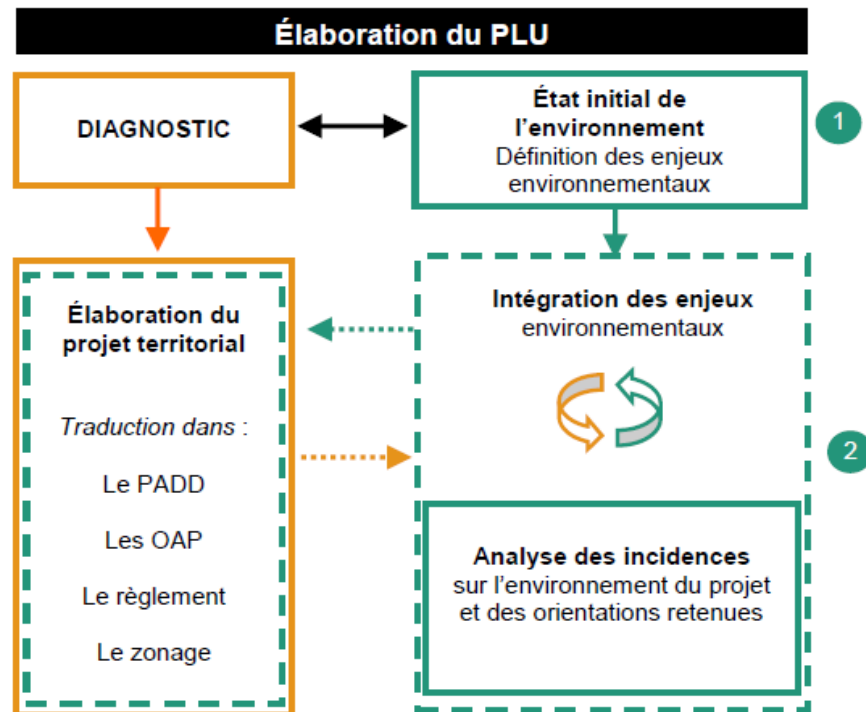 Élaboration du PLU
DIAGNOSTIC
État initial de
l'environnement
Définition des enjeux
environnementaux
1
Élaboration du
projet territorial
Traduction dans :
Le PADD
Les OAP
Le règlement
Le zonage
Intégration des enjeux
environnementaux
2
Analyse des incidences
sur l'environnement du projet
et des orientations retenues